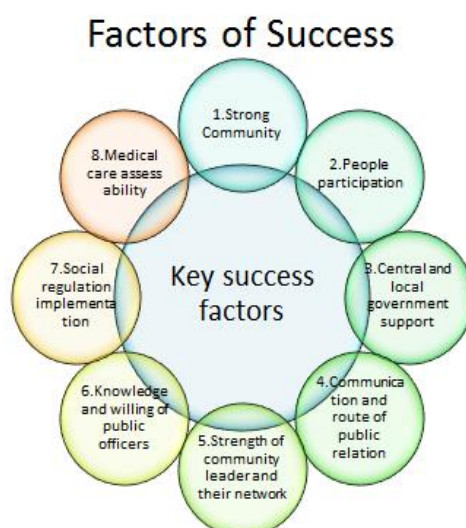 Factors of Success
1.Strong
Community
2.People
participation
3.Central and
local
government
support
4.Communica
tion and
route of
public
relation
5.Strength of
community
leader and
their network
6.Knowledge
and willing of
public
officers
7.Social
regulation
implementa
tion
8.Medical
care assess
ability
Key success
factors